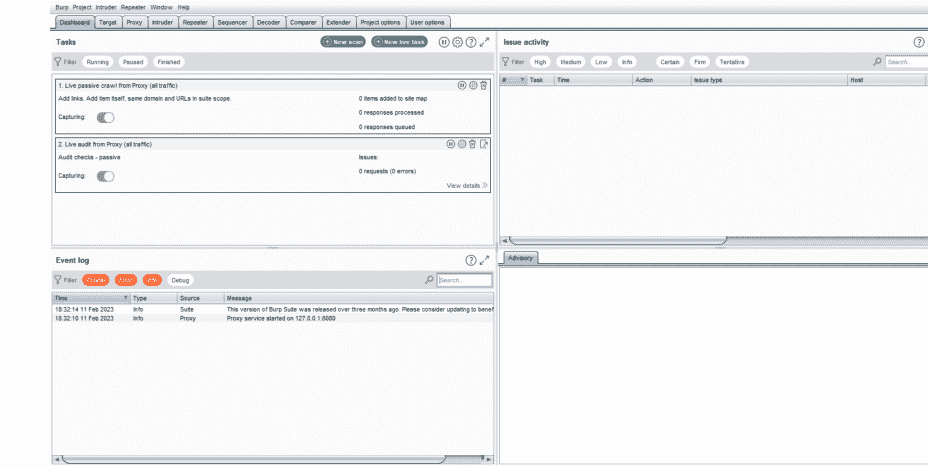 Burp Project Intruder Repeater Window Help
Dashboard Target Proxy Intruder Repeater Sequencer Decoder Comparer Extender Project options User options
Tasks
New scan New live task
Filter Running Paused Finished
1. Live passive crawl from Proxy (all traffic)
Add links. Add item itself, same domain and URLs in suite scope.
0 items added to site map
Capturing:
0 responses processed
0 responses queued
2. Live audit from Proxy (all traffic)
Audit checks - passive
Issues:
Capturing:
0 requests (0 errors)
View details
Event log
Filter Debug
Search...
Time Type Source Message
18:32:14 11 Feb 2023 Info Suite This version of Burp Suite was released over three months ago. Please consider updating to benef
18:32:10 11 Feb 2023 Info Proxy Proxy service started on 127.0.0.1:8080
Issue activity
Filter High Medium Low Info Certain Firm Tentative Search...
# Task Time Action Issue type Host
Advisory